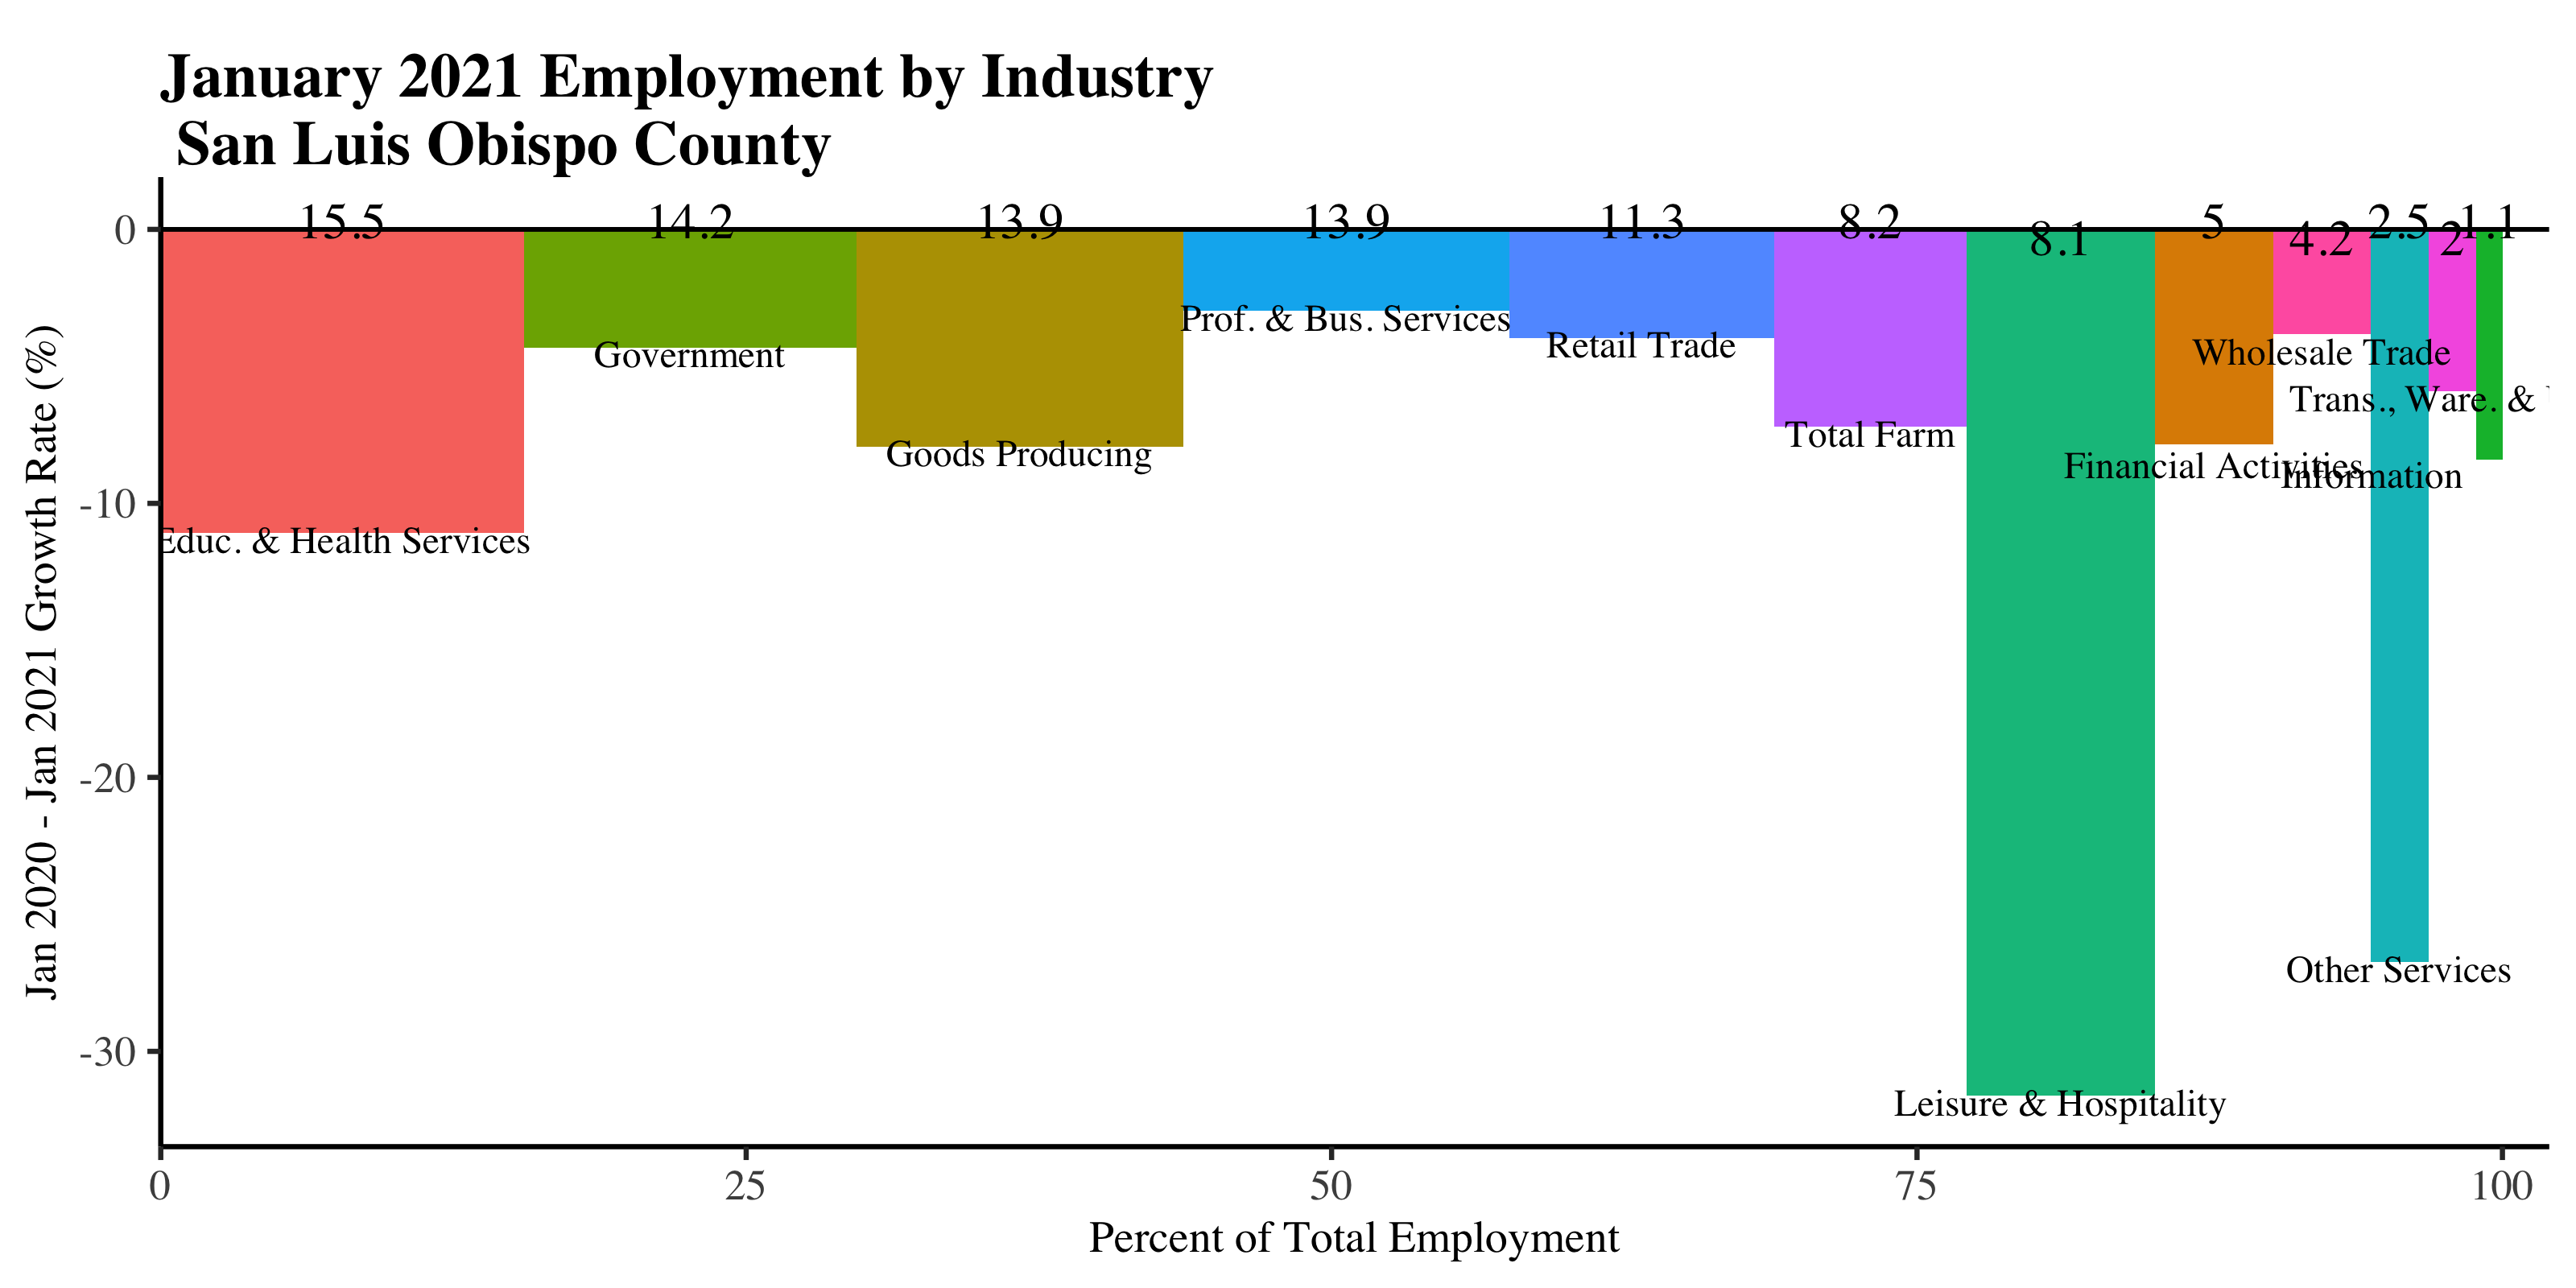 January 2021 Employment by Industry
San Luis Obispo County
Jan 2020 - Jan 2021 Growth Rate (%)
0
-10
-20
-30
15.5
14.2
13.9
13.9
11.3
8.2
8.1
5
4.2
2.5
2
1.1
Educ. & Health Services
Government
Goods Producing
Prof. & Bus. Services
Retail Trade
Total Farm
Leisure & Hospitality
Financial Activities
Wholesale Trade
Other Services
Trans., Ware. &
Information
0
25
50
75
100
Percent of Total Employment